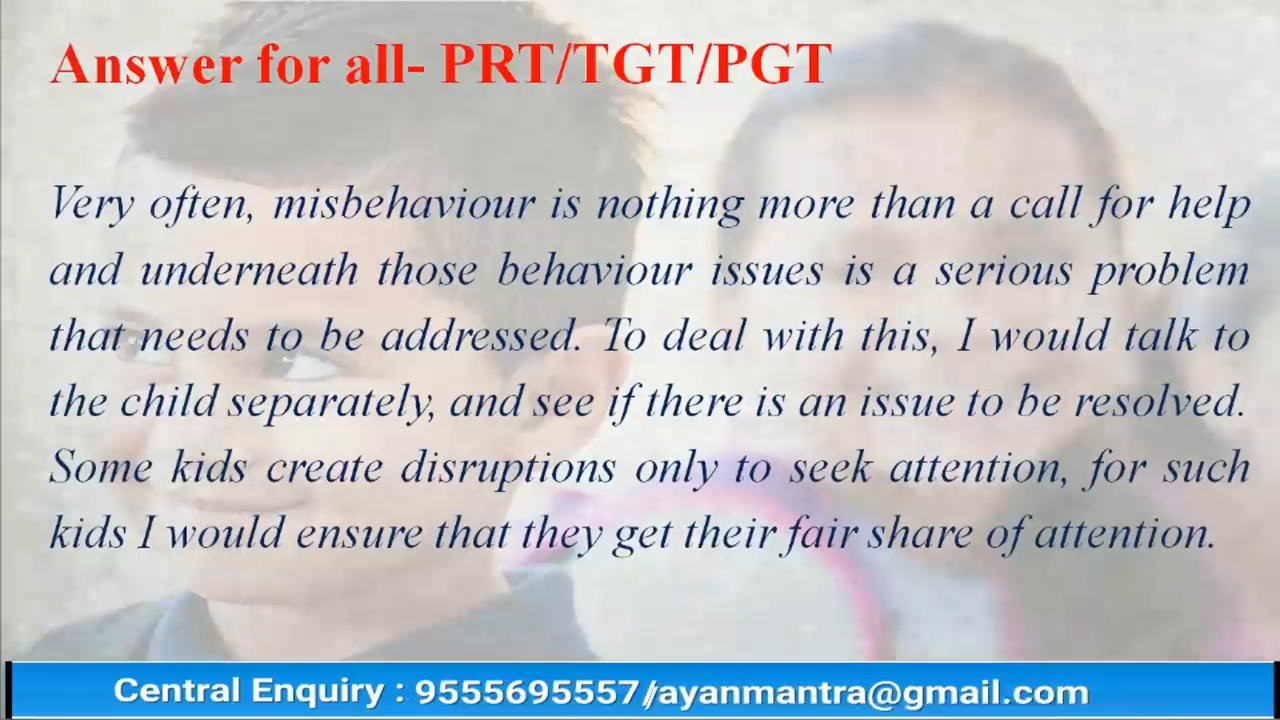 Answer for all- PRT/TGT/PGT
Very often, misbehaviour is nothing more than a call for help
and underneath those behaviour issues is a serious problem
that needs to be addressed. To deal with this, I would talk to
the child separately, and see if there is an issue to be resolved.
Some kids create disruptions only to seek attention, for such
kids I would ensure that they get their fair share of attention.
Central Enquiry : 9555695557/ayanmantra@gmail.com